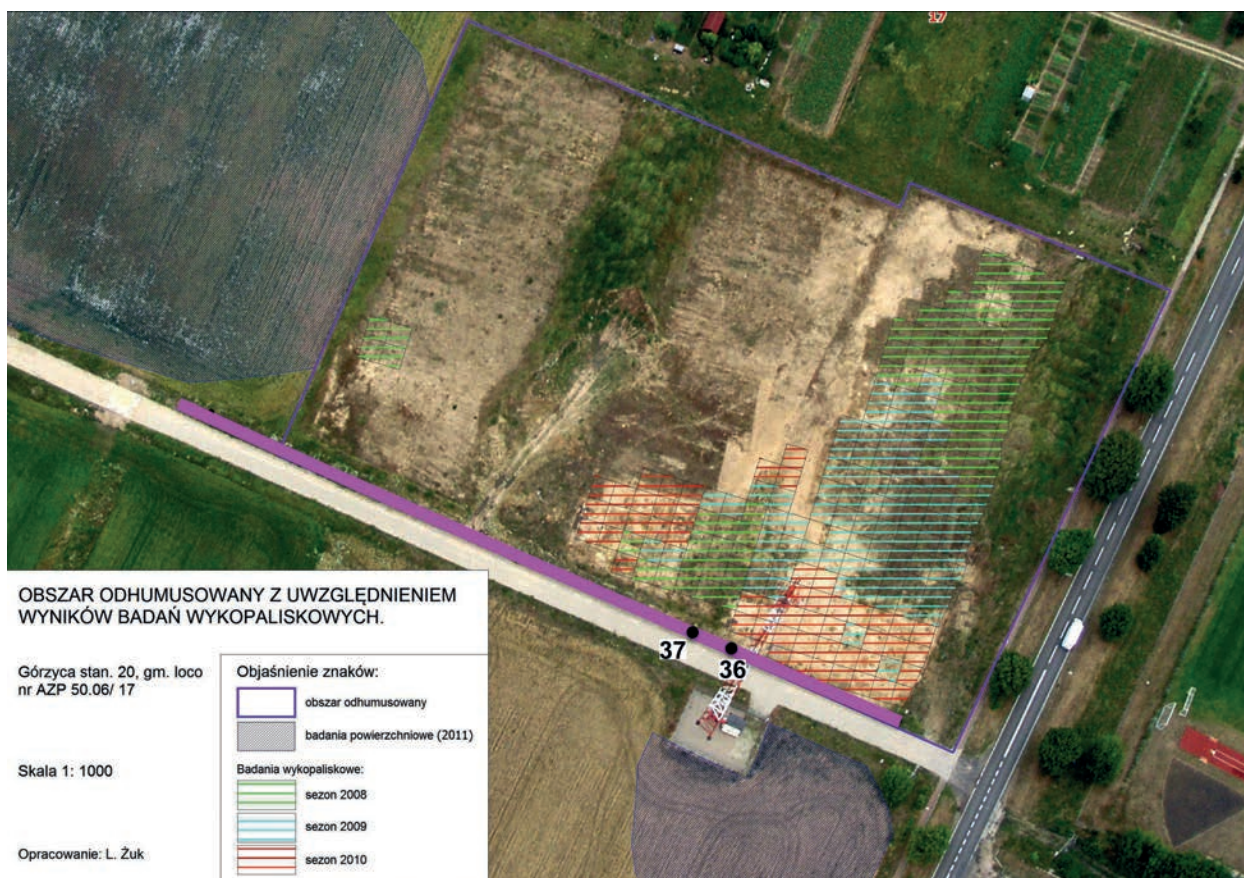 17
37
36
OBSZAR ODHUMUSOWANY Z UWZGLĘDNIENIEM
WYNIKÓW BADAŃ WYKOPALISKOWYCH.
Górzyca stan. 20, gm. loco
nr AZP 50.06/ 17
Skala 1: 1000
Opracowanie: L. Żuk
Objaśnienie znaków:
obszar odhumusowany
badania powierzchniowe (2011)
Badania wykopaliskowe:
sezon 2008
sezon 2009
sezon 2010